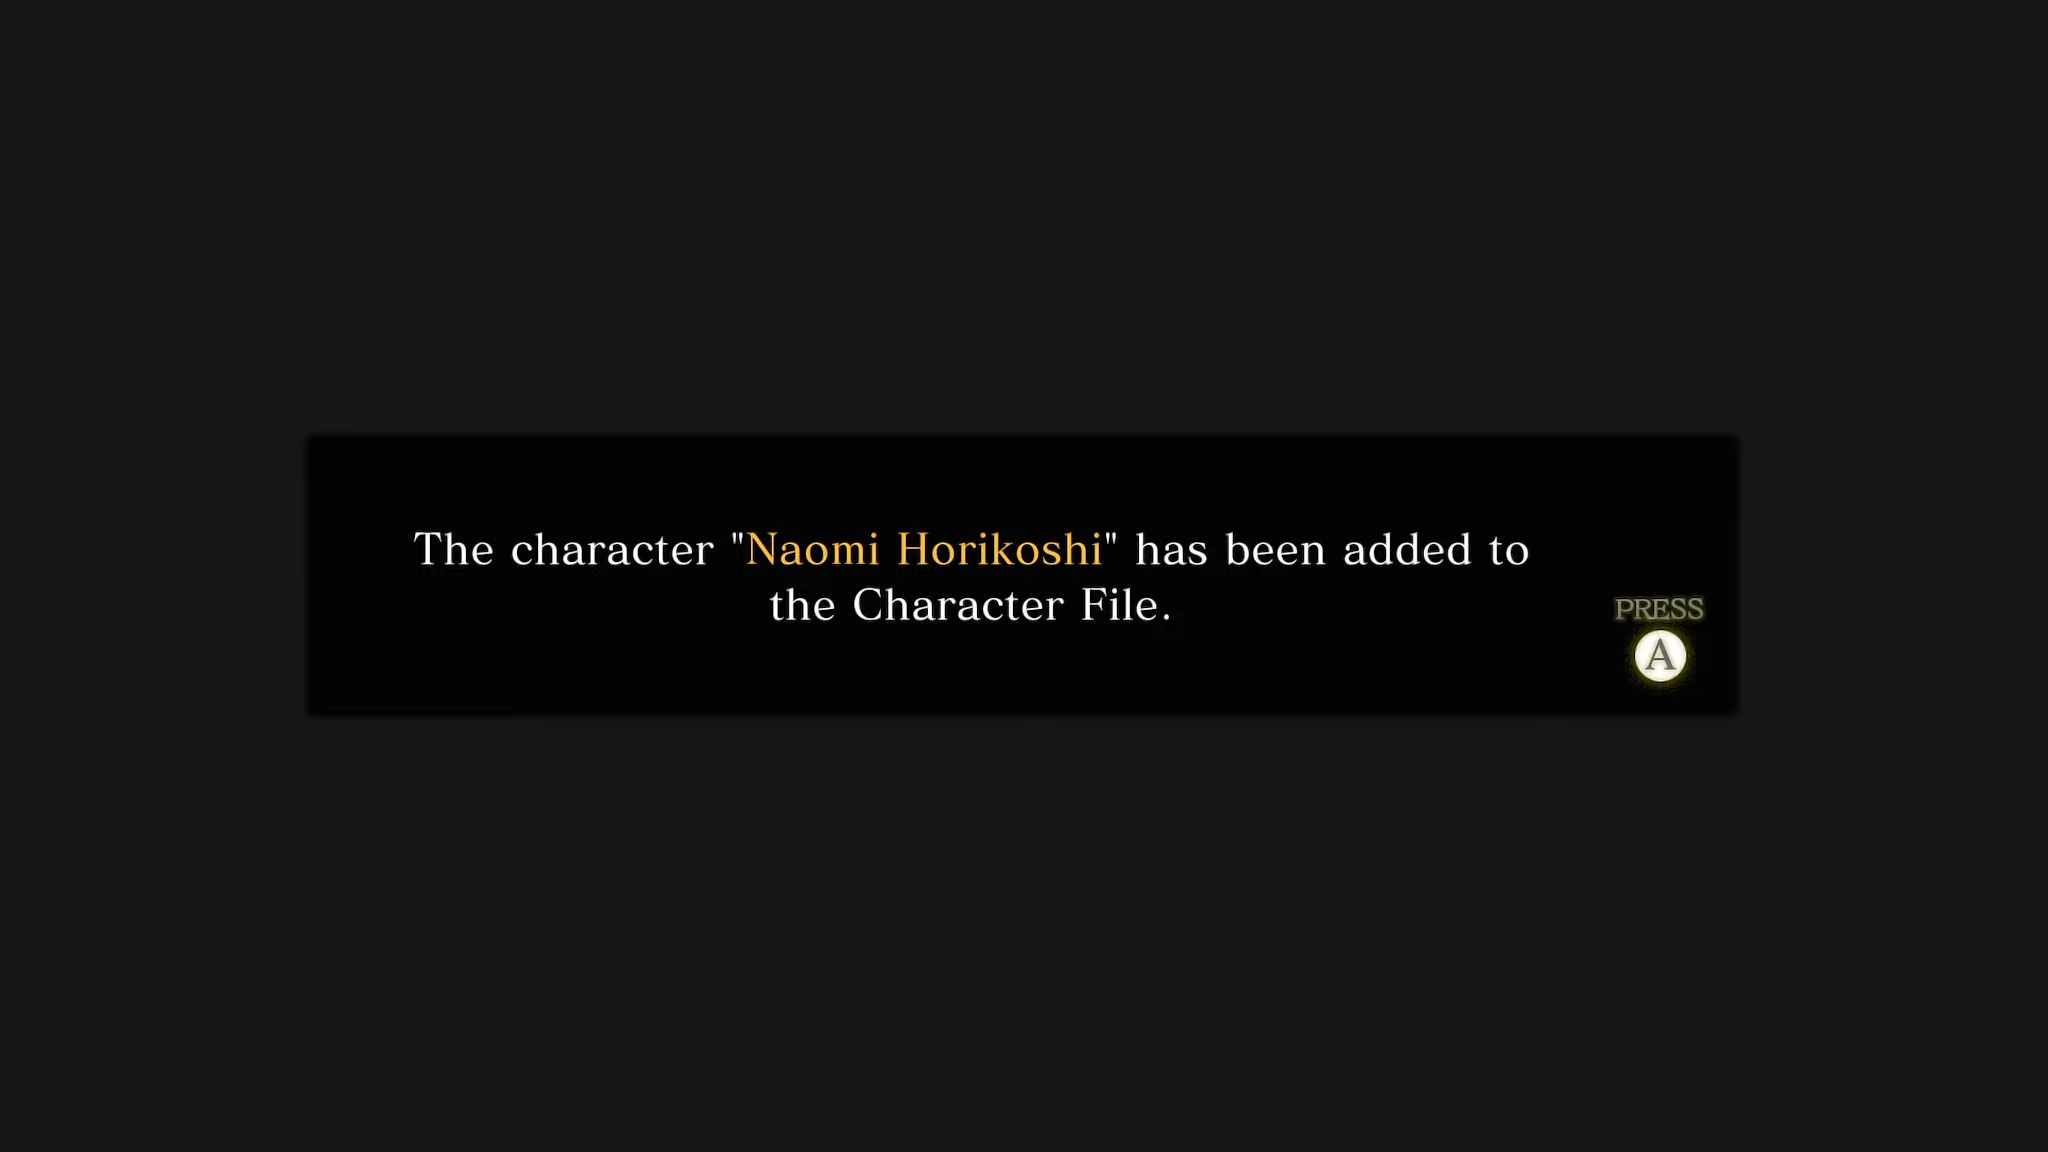 The character "Naomi Horikoshi" has been added to
the Character File.
PRESS
A